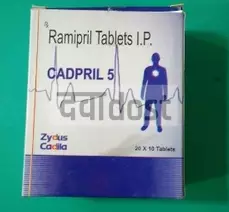 Ramipril Tablets I.P.
CADPRIL 5
Zydus
Cadila
20 X 10 Tablets